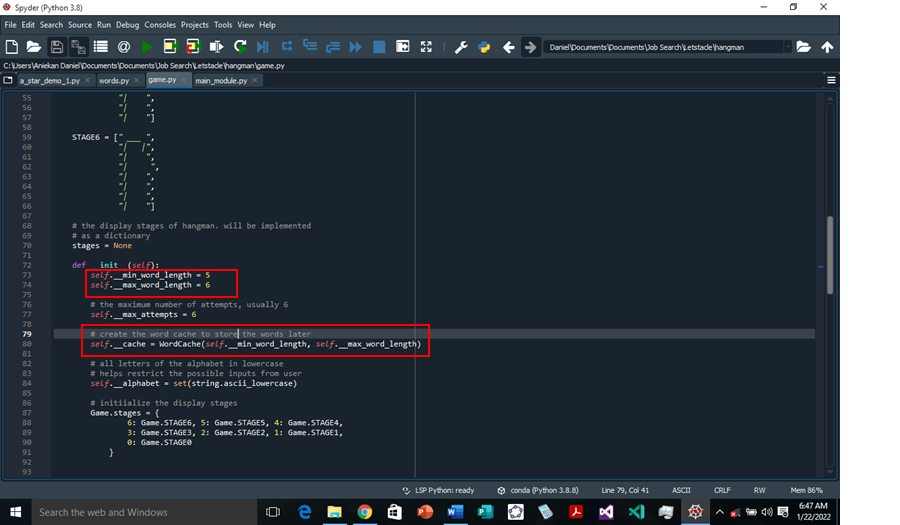 Spyder (Python 3.8)
File Edit Search Source Run Debug Consoles Projects Tools View Help
Daniel\Documents\Documents\Job Search\Letstacle\hangman
C:\Users\Aniekan Daniel\Documents\Documents\Job Search\Letstacle\hangman\game.py
a_star_demo_1.py words.py game.py main_module.py
55 "/    ",
56 "/    ",
57 "/    "]
58
59 STAGE6 = [" ___ ",
60 "/   /",
61 "/    ",
62 "/     ",
63 "/    ",
64 "/    ",
65 "/    ",
66 "/    "]
67
68 # the display stages of hangman. will be implemented
69 # as a dictionary
70 stages = None
71
72 def __init__(self):
73 self.__min_word_length = 5
74 self.__max_word_length = 6
75
76 # the maximum number of attempts, usually 6
77 self.__max_attempts = 6
78
79 # create the word cache to store the words later
80 self.__cache = WordCache(self.__min_word_length, self.__max_word_length)
81
82 # all letters of the alphabet in lowercase
83 # helps restrict the possible inputs from user
84 self.__alphabet = set(string.ascii_lowercase)
85
86 # initiialize the display stages
87 Game.stages = {
88 6: Game.STAGE6, 5: Game.STAGE5, 4: Game.STAGE4,
89 3: Game.STAGE3, 2: Game.STAGE2, 1: Game.STAGE1,
90 0: Game.STAGE0
91 }
92
93
LSP Python: ready conda (Python 3.8.8) Line 79, Col 41 ASCII CRLF RW Mem 86%
Search the web and Windows
6:47 AM
1/22/2022